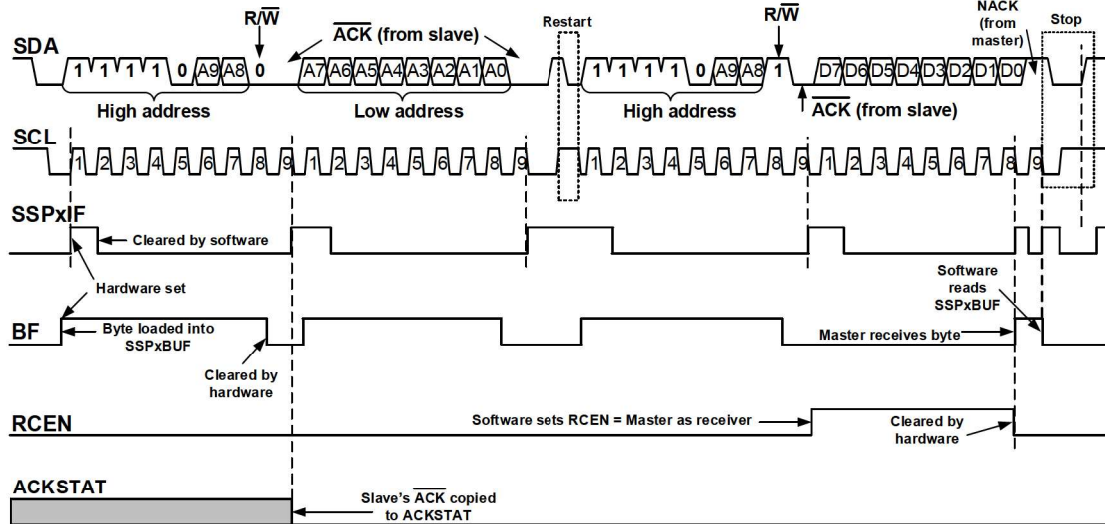 R/W̅ R/W̅ NACK (from master) Stop
SDA A̅C̅K̅ (from slave) Restart
1 1 1 1 0 A9 A8 0 A7 A6 A5 A4 A3 A2 A1 A0 1 1 1 1 0 A9 A8 1 D7 D6 D5 D4 D3 D2 D1 D0
High address Low address High address A̅C̅K̅ (from slave)
SCL
1 2 3 4 5 6 7 8 9 1 2 3 4 5 6 7 8 9 1 2 3 4 5 6 7 8 9 1 2 3 4 5 6 7 8 9
SSPxIF
Cleared by software
Hardware set
Software
reads
SSPxBUF
BF
Byte loaded into
SSPxBUF
Master receives byte
Cleared by
hardware
RCEN
Software sets RCEN = Master as receiver
Cleared by
hardware
ACKSTAT
Slave's A̅C̅K̅ copied
to ACKSTAT